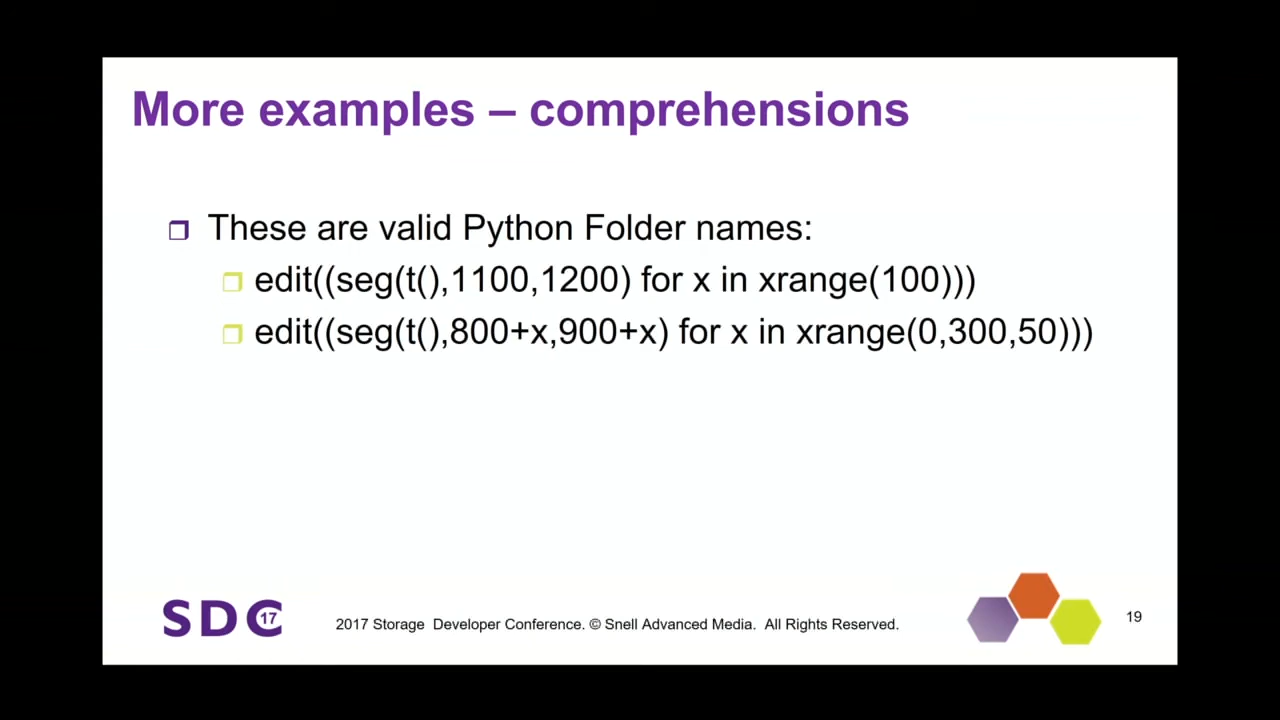 More examples – comprehensions
These are valid Python Folder names:
edit((seg(t(),1100,1200) for x in xrange(100)))
edit((seg(t(),800+x,900+x) for x in xrange(0,300,50)))
SDC 17
2017 Storage Developer Conference. © Snell Advanced Media. All Rights Reserved.
19